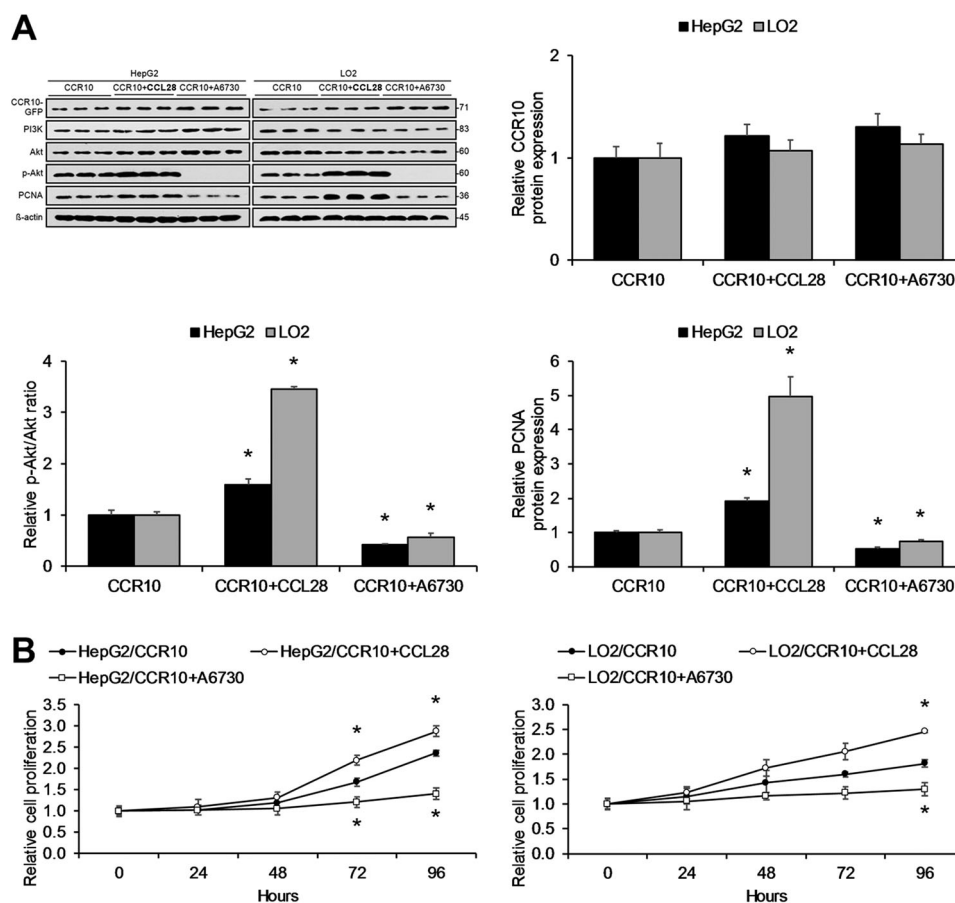 A
HepG2 LO2
CCR10 CCR10+CCL28 CCR10+A6730 CCR10 CCR10+CCL28 CCR10+A6730
CCR10-
GFP
-71
PI3K
-83
Akt
-60
p-Akt
-60
PCNA
-36
ß-actin
-45
HepG2 LO2
Relative CCR10
protein expression
2
1
0
CCR10 CCR10+CCL28 CCR10+A6730
HepG2 LO2
Relative p-Akt/Akt ratio
4
3
2
1
0
* * * *
CCR10 CCR10+CCL28 CCR10+A6730
HepG2 LO2
Relative PCNA
protein expression
6
5
4
3
2
1
0
* * * *
CCR10 CCR10+CCL28 CCR10+A6730
B
HepG2/CCR10 HepG2/CCR10+CCL28
HepG2/CCR10+A6730
Relative cell proliferation
3.5
3.0
2.5
2.0
1.5
1.0
0.5
0.0
* * * *
0 24 48 72 96
Hours
LO2/CCR10 LO2/CCR10+CCL28
LO2/CCR10+A6730
Relative cell proliferation
3.0
2.5
2.0
1.5
1.0
0.5
0.0
* *
0 24 48 72 96
Hours